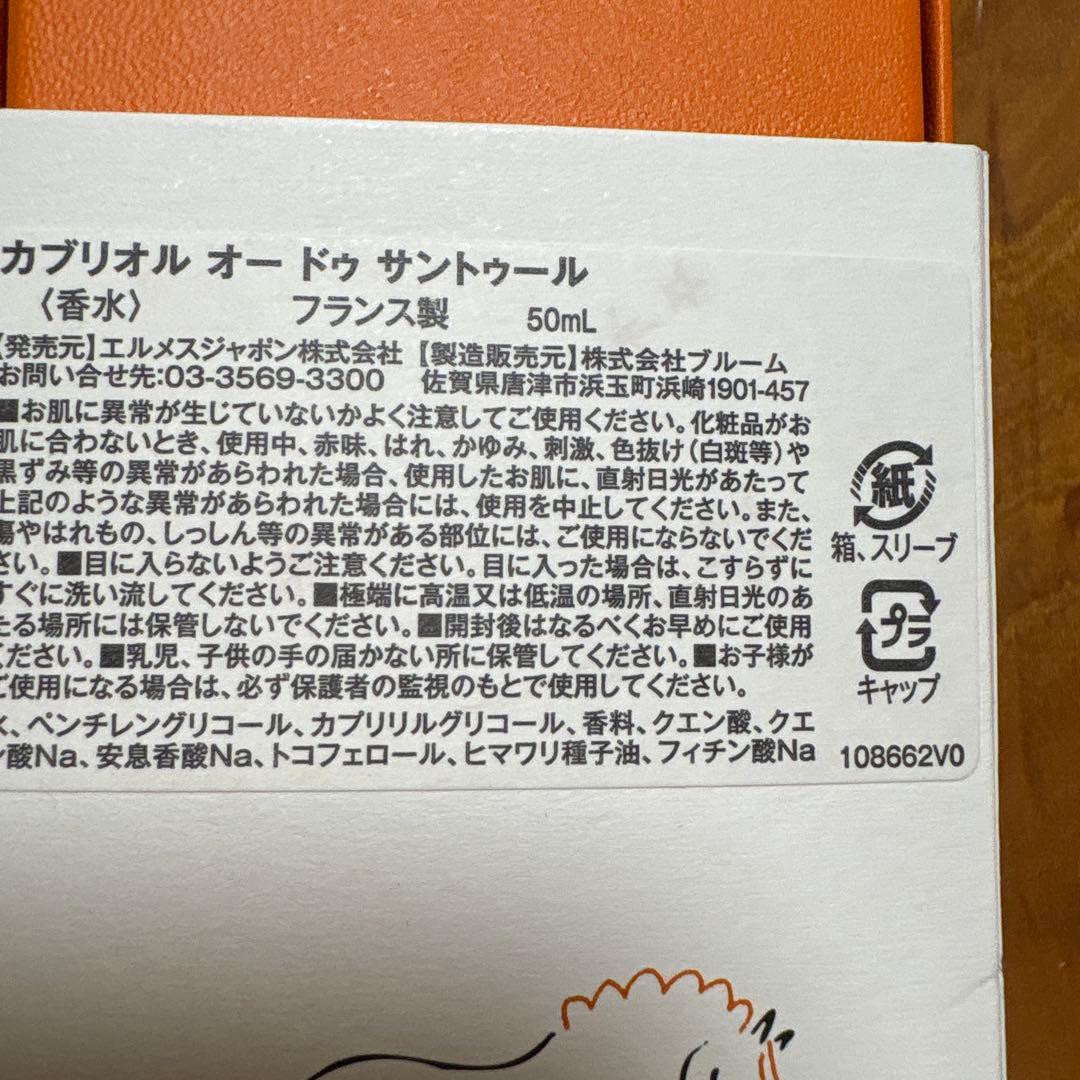 カブリオル オー ドゥ サントゥール
〈香水〉 フランス製 50mL
【発売元】エルメスジャポン株式会社 【製造販売元】株式会社ブルーム
お問い合せ先:03-3569-3300 佐賀県唐津市浜玉町浜崎1901-457
■お肌に異常が生じていないかよく注意してご使用ください。化粧品がお
肌に合わないとき、使用中、赤味、はれ、かゆみ、刺激、色抜け(白斑等)や
黒ずみ等の異常があらわれた場合、使用したお肌に、直射日光があたって
上記のような異常があらわれた場合には、使用を中止してください。また、
傷やはれもの、しっしん等の異常がある部位には、ご使用にならないでくだ
さい。■目に入らないようご注意ください。目に入った場合は、こすらずに
すぐに洗い流してください。■極端に高温又は低温の場所、直射日光のあ
たる場所には保管しないでください。■開封後はなるべくお早めにご使用
ください。■乳児、子供の手の届かない所に保管してください。■お子様が
ご使用になる場合は、必ず保護者の監視のもとで使用してください。
水、ペンチレングリコール、カプリリルグリコール、香料、クエン酸、クエ
ン酸Na、安息香酸Na、トコフェロール、ヒマワリ種子油、フィチン酸Na
紙
箱、スリーブ
プラ
キャップ
108662V0